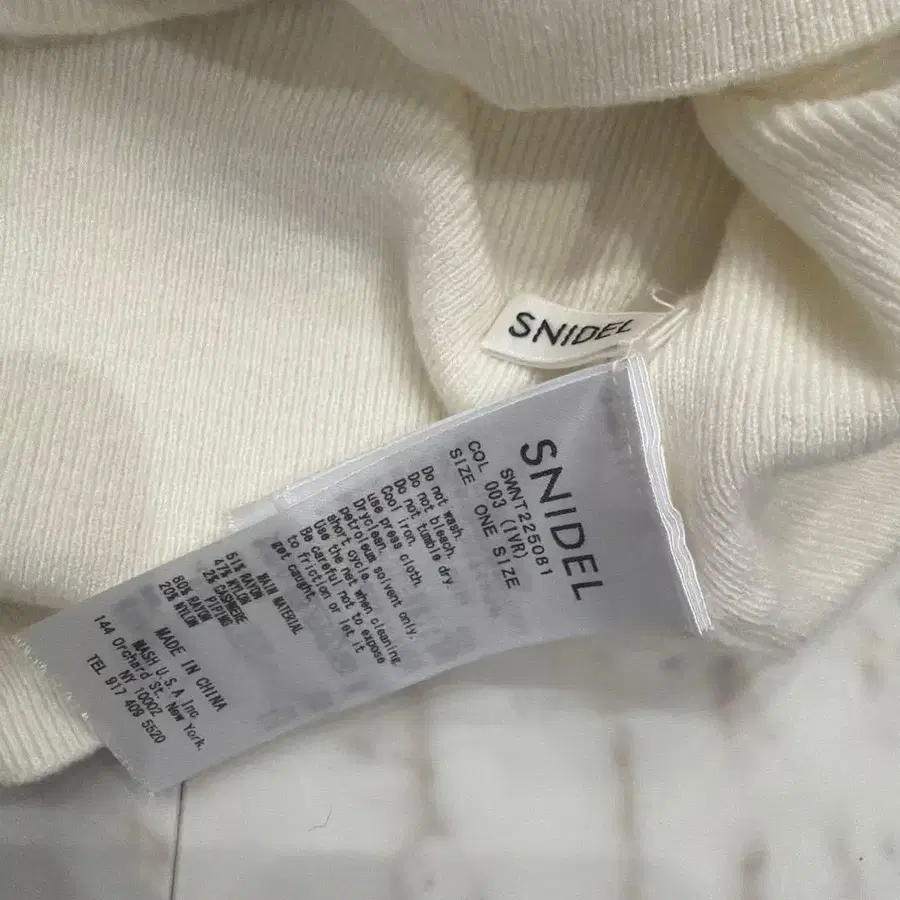 SNIDEL
SNIDEL
SWNT225081
COL 003 (IVR)
SIZE ONE SIZE
Do not wash.
Do not bleach.
Do not tumble dry.
Cool iron,
use press cloth.
Dryclean,
petroleum solvent only,
short cycle.
Use the net when cleaning.
Be careful not to expose
to friction or let it
get caught.
MAIN MATERIAL
51% RAYON
47% NYLON
2% CASHMERE
PIPING
80% RAYON
20% NYLON
MADE IN CHINA
MASH U.S.A Inc.
144 Orchard St. New York,
NY 10002
TEL 917 409 5520